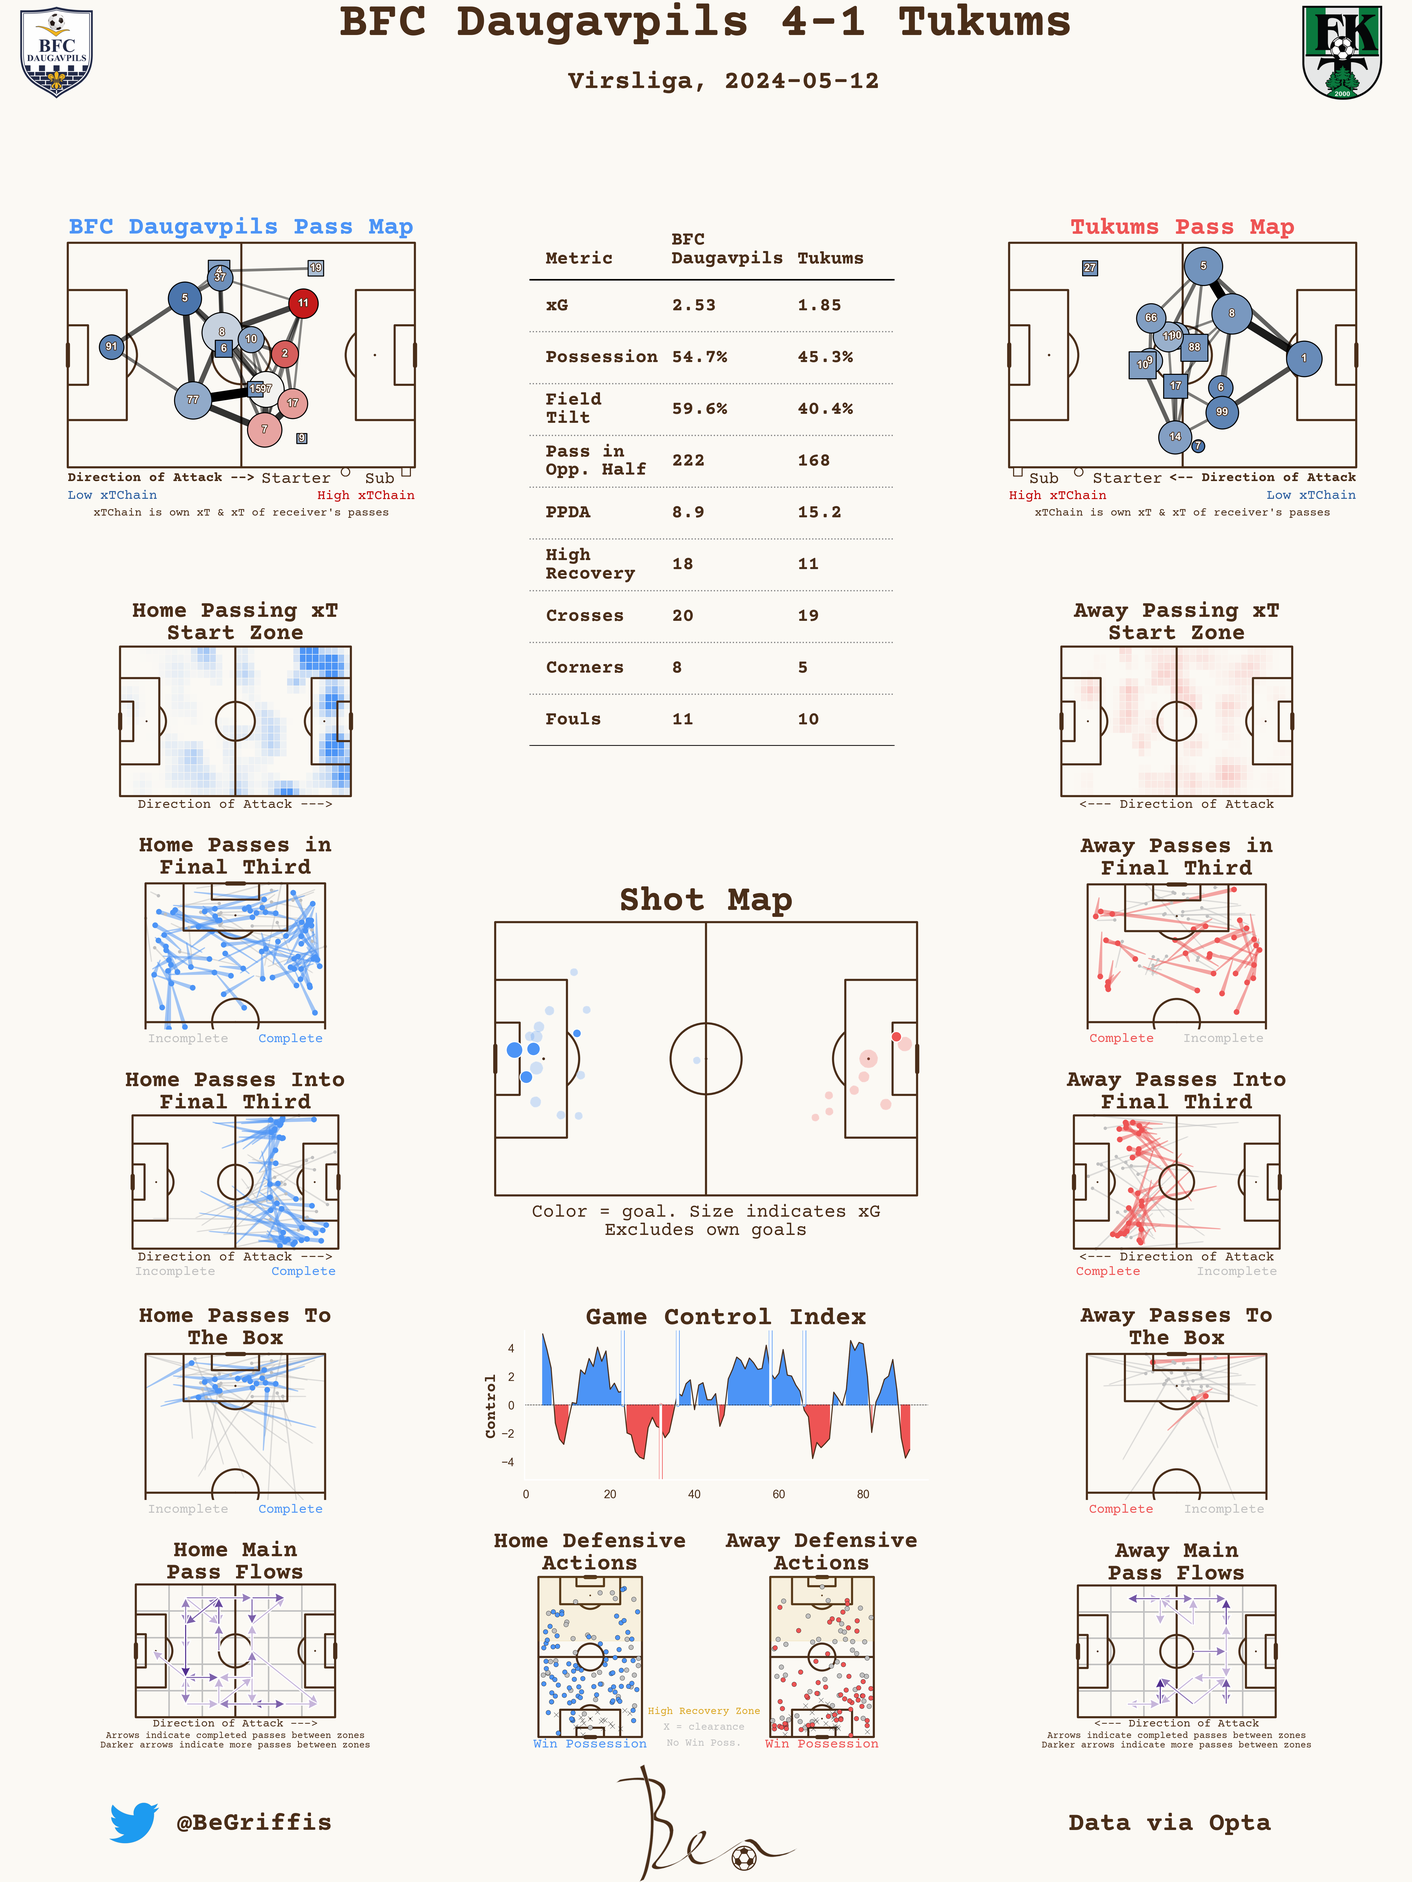 BFC Daugavpils 4-1 Tukums
Virsliga, 2024-05-12
BFC
DAUGAVPILS
FK
2000
BFC Daugavpils Pass Map
4
37
19
5
11
8
10
6
2
91
1597
77
17
7
9
Direction of Attack --> Starter Sub
Low xTChain High xTChain
xTChain is own xT & xT of receiver's passes
Metric BFC Daugavpils Tukums
xG 2.53 1.85
Possession 54.7% 45.3%
Field Tilt 59.6% 40.4%
Pass in Opp. Half 222 168
PPDA 8.9 15.2
High Recovery 18 11
Crosses 20 19
Corners 8 5
Fouls 11 10
Tukums Pass Map
27
5
66
8
11
88
1
9
10
17
6
99
14
7
Sub Starter <-- Direction of Attack
High xTChain Low xTChain
xTChain is own xT & xT of receiver's passes
Home Passing xT
Start Zone
Direction of Attack --->
Away Passing xT
Start Zone
<--- Direction of Attack
Home Passes in
Final Third
Incomplete Complete
Away Passes in
Final Third
Complete Incomplete
Shot Map
Color = goal. Size indicates xG
Excludes own goals
Home Passes Into
Final Third
Direction of Attack --->
Incomplete Complete
Away Passes Into
Final Third
<--- Direction of Attack
Complete Incomplete
Home Passes To
The Box
Incomplete Complete
Game Control Index
Control
4
2
0
−2
−4
0 20 40 60 80
Away Passes To
The Box
Complete Incomplete
Home Main
Pass Flows
Direction of Attack --->
Arrows indicate completed passes between zones
Darker arrows indicate more passes between zones
Home Defensive
Actions
Win Possession
High Recovery Zone
X = clearance
No Win Poss.
Away Defensive
Actions
Win Possession
Away Main
Pass Flows
<--- Direction of Attack
Arrows indicate completed passes between zones
Darker arrows indicate more passes between zones
@BeGriffis
Ben
Data via Opta